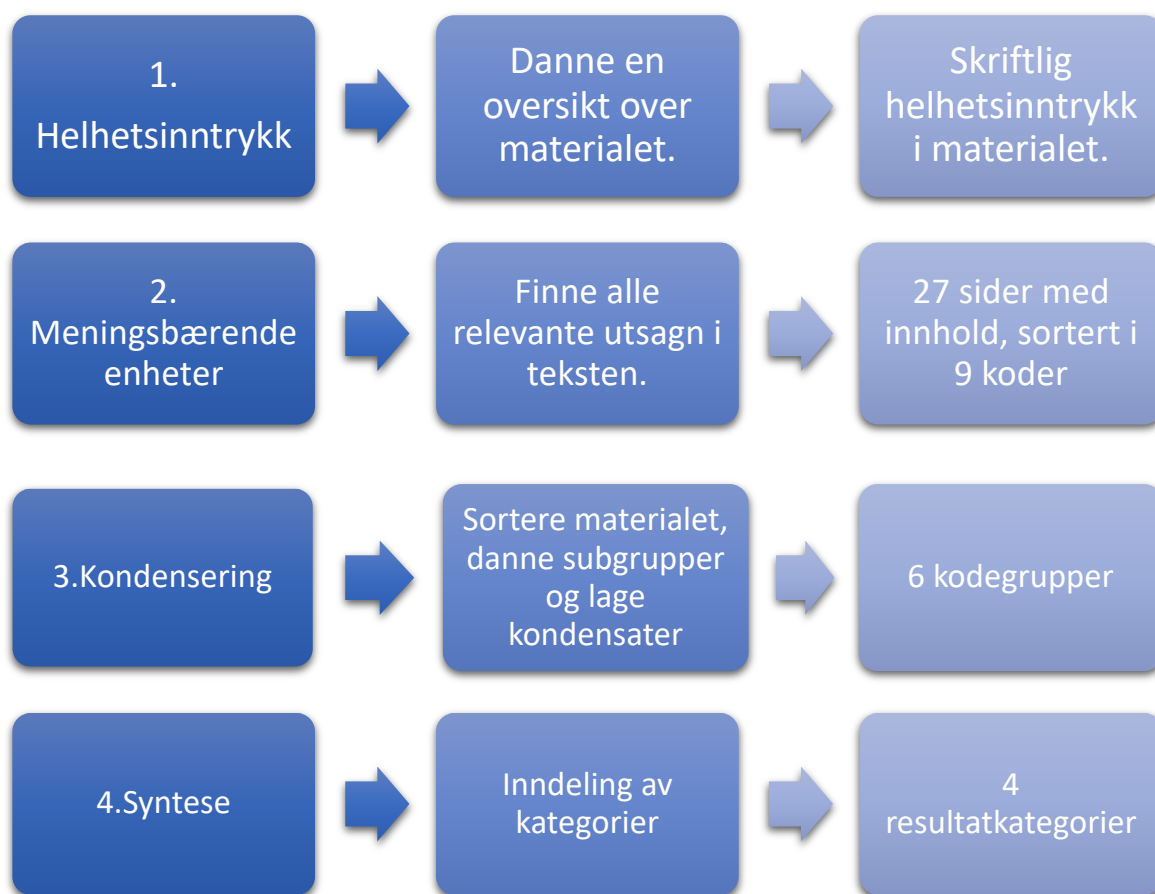 1.
Helhetsinntrykk
Danne en
oversikt over
materialet.
Skriftlig
helhetsinntrykk
i materialet.
2.
Meningsbærende
enheter
Finne alle
relevante utsagn i
teksten.
27 sider med
innhold, sortert i
9 koder
3.Kondensering
Sortere materialet,
danne subgrupper
og lage
kondensater
6 kodegrupper
4.Syntese
Inndeling av
kategorier
4
resultatkategorier